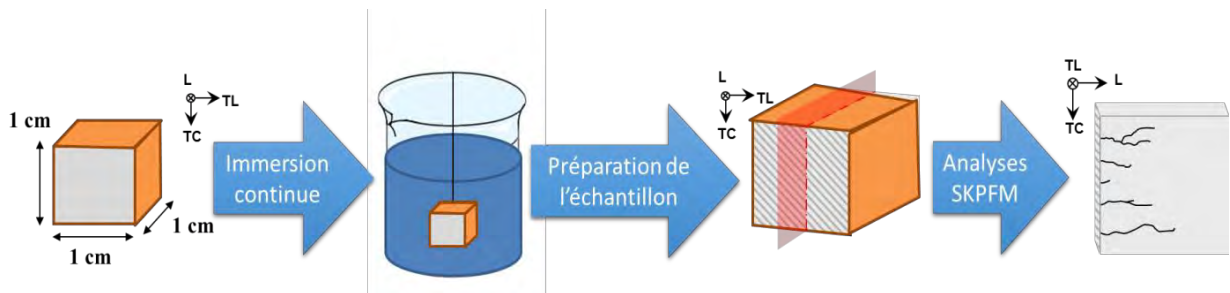 L
TL
TC
1 cm
1 cm
1 cm
Immersion
continue
Préparation de
l'échantillon
L
TL
TC
Analyses
SKPFM
TL
L
TC